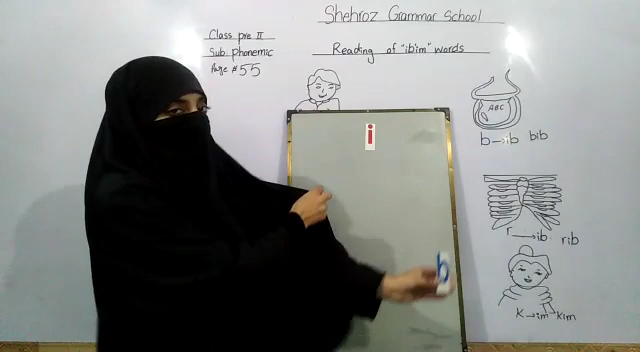 Shehroz Grammar School
Class pre II
Sub. phonemic
Page # 55
Reading of "ib'im" words
i
b
ABC
b→ib bib
r→ib. rib
K→im→Kim